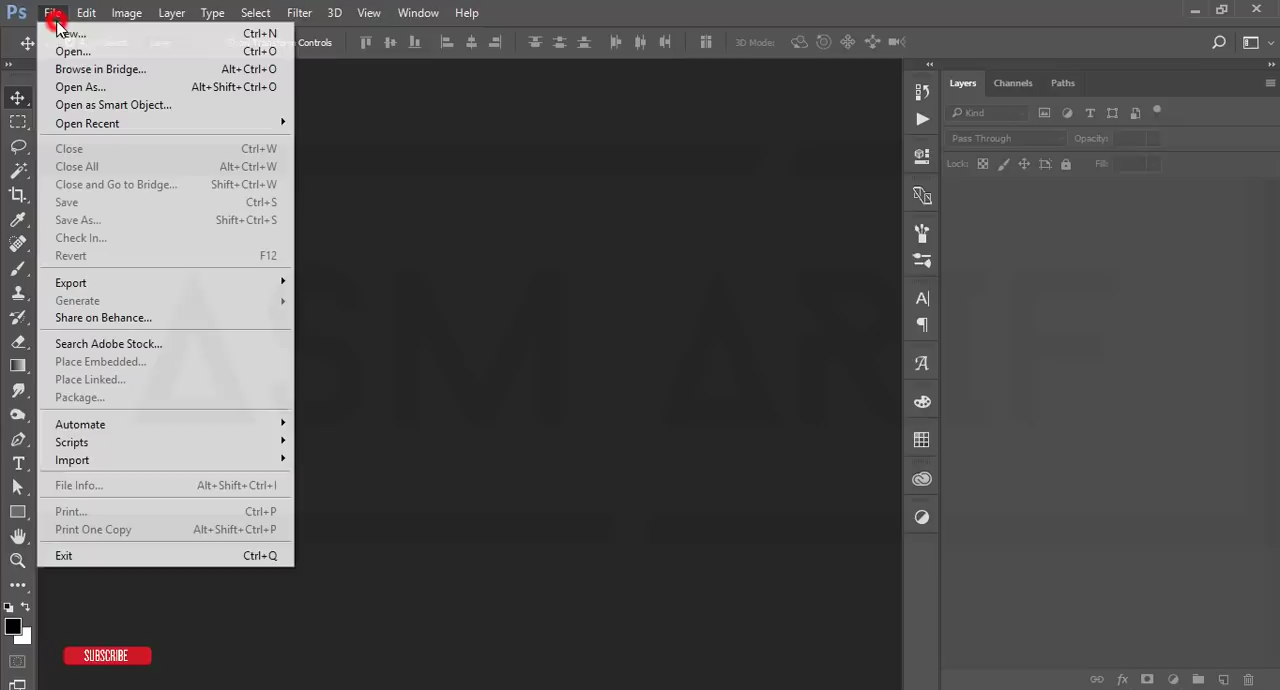 Ps File Edit Image Layer Type Select Filter 3D View Window Help
Controls 3D Mode:
New... Ctrl+N
Open... Ctrl+O
Browse in Bridge... Alt+Ctrl+O
Open As... Alt+Shift+Ctrl+O
Open as Smart Object...
Open Recent
Close Ctrl+W
Close All Alt+Ctrl+W
Close and Go to Bridge... Shift+Ctrl+W
Save Ctrl+S
Save As... Shift+Ctrl+S
Check In...
Revert F12
Export
Generate
Share on Behance...
Search Adobe Stock...
Place Embedded...
Place Linked...
Package...
Automate
Scripts
Import
File Info... Alt+Shift+Ctrl+I
Print... Ctrl+P
Print One Copy Alt+Shift+Ctrl+P
Exit Ctrl+Q
Layers Channels Paths
Kind
Pass Through Opacity:
Lock: Fill:
ASM ARIF
SUBSCRIBE
fx